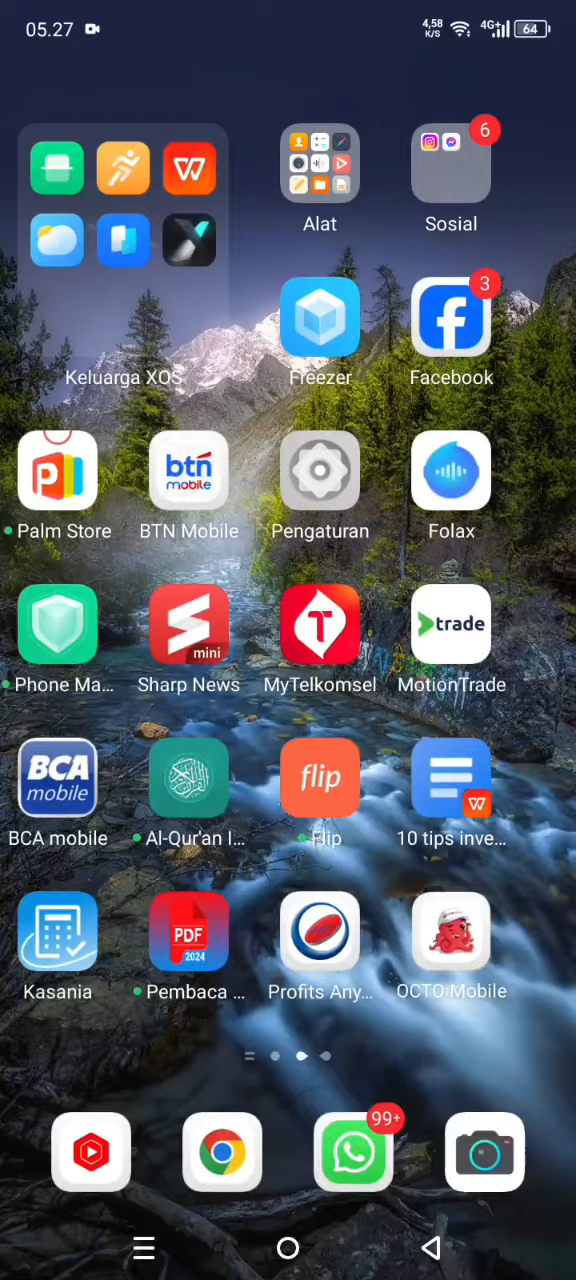 05.27
4,58
K/S
4G+
64
6
Alat
Sosial
3
Keluarga XOS
Freezer
Facebook
btn
mobile
Palm Store
BTN Mobile
Pengaturan
Folax
mini
trade
Phone Ma...
Sharp News
MyTelkomsel
MotionTrade
BCA
mobile
flip
BCA mobile
Al-Qur'an I...
Flip
10 tips inve...
PDF
2024
Kasania
Pembaca ...
Profits Any...
OCTO Mobile
99+